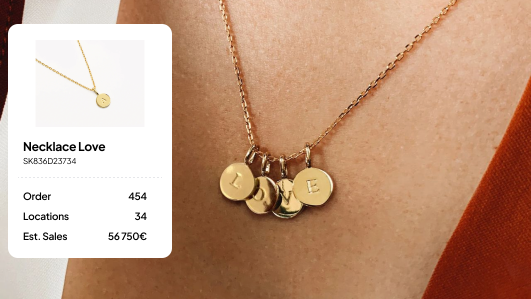 Necklace Love
SK836D23734
Order 454
Locations 34
Est. Sales 56 750€
L O V E